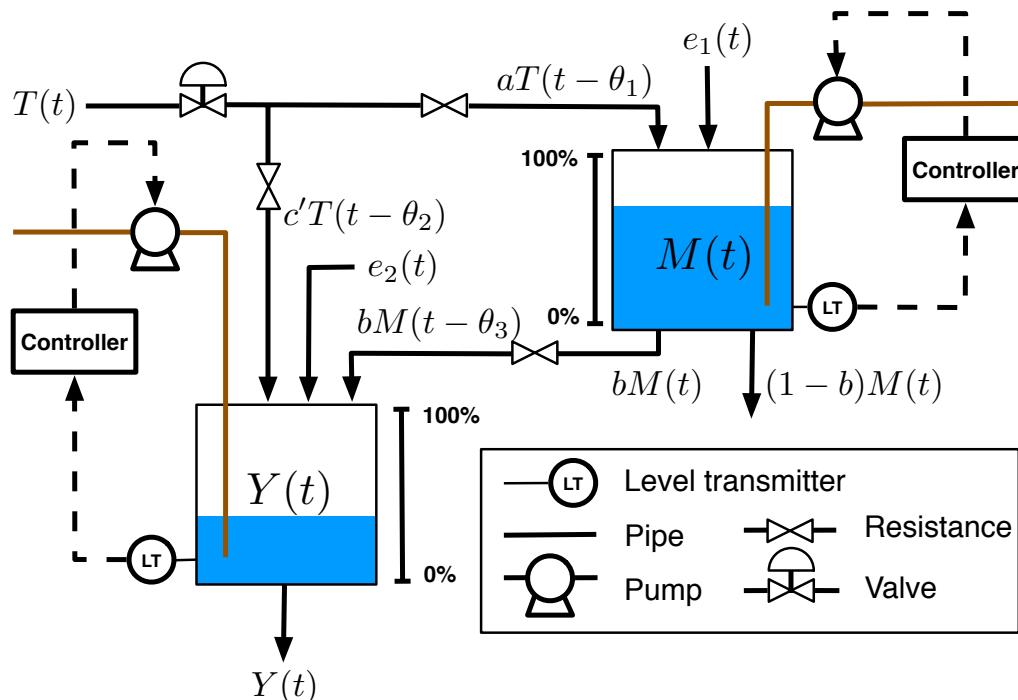 e₁(t)
T(t)
aT(t − θ₁)
100%
Controller
c′T(t − θ₂)
M(t)
e₂(t)
LT
0%
bM(t − θ₃)
Controller
bM(t)
(1 − b)M(t)
100%
Y(t)
LT
Level transmitter
Pipe
Resistance
LT
0%
Pump
Valve
Y(t)